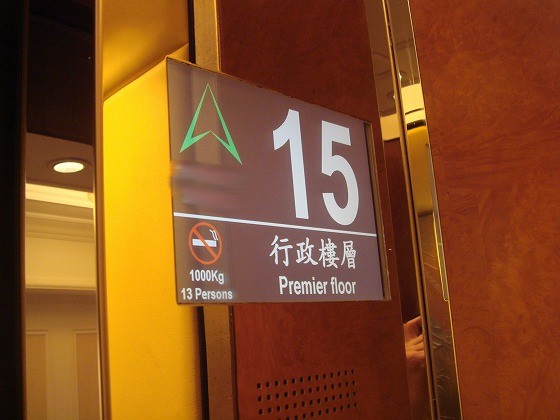 15
行政樓層
Premier floor
1000Kg
13 Persons